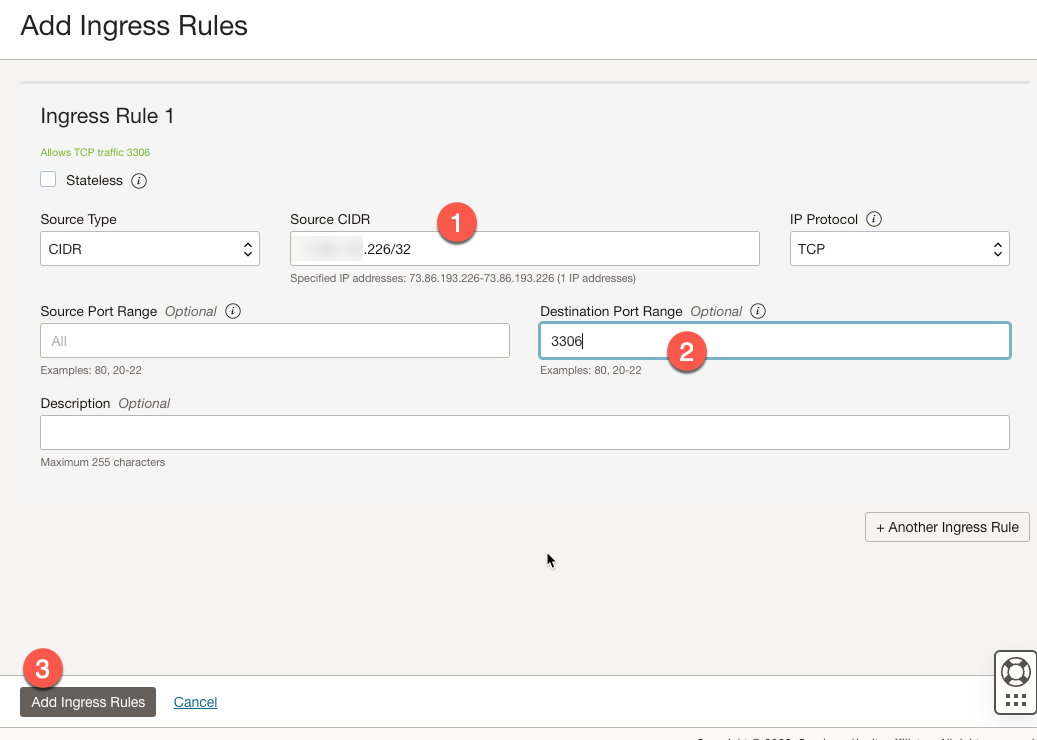 Add Ingress Rules
Ingress Rule 1
Allows TCP traffic 3306
Stateless i
Source Type
Source CIDR
1
IP Protocol i
CIDR
.226/32
TCP
Specified IP addresses: 73.86.193.226-73.86.193.226 (1 IP addresses)
Source Port Range Optional i
Destination Port Range Optional i
All
3306
2
Examples: 80, 20-22
Examples: 80, 20-22
Description Optional
Maximum 255 characters
+ Another Ingress Rule
3
Add Ingress Rules
Cancel